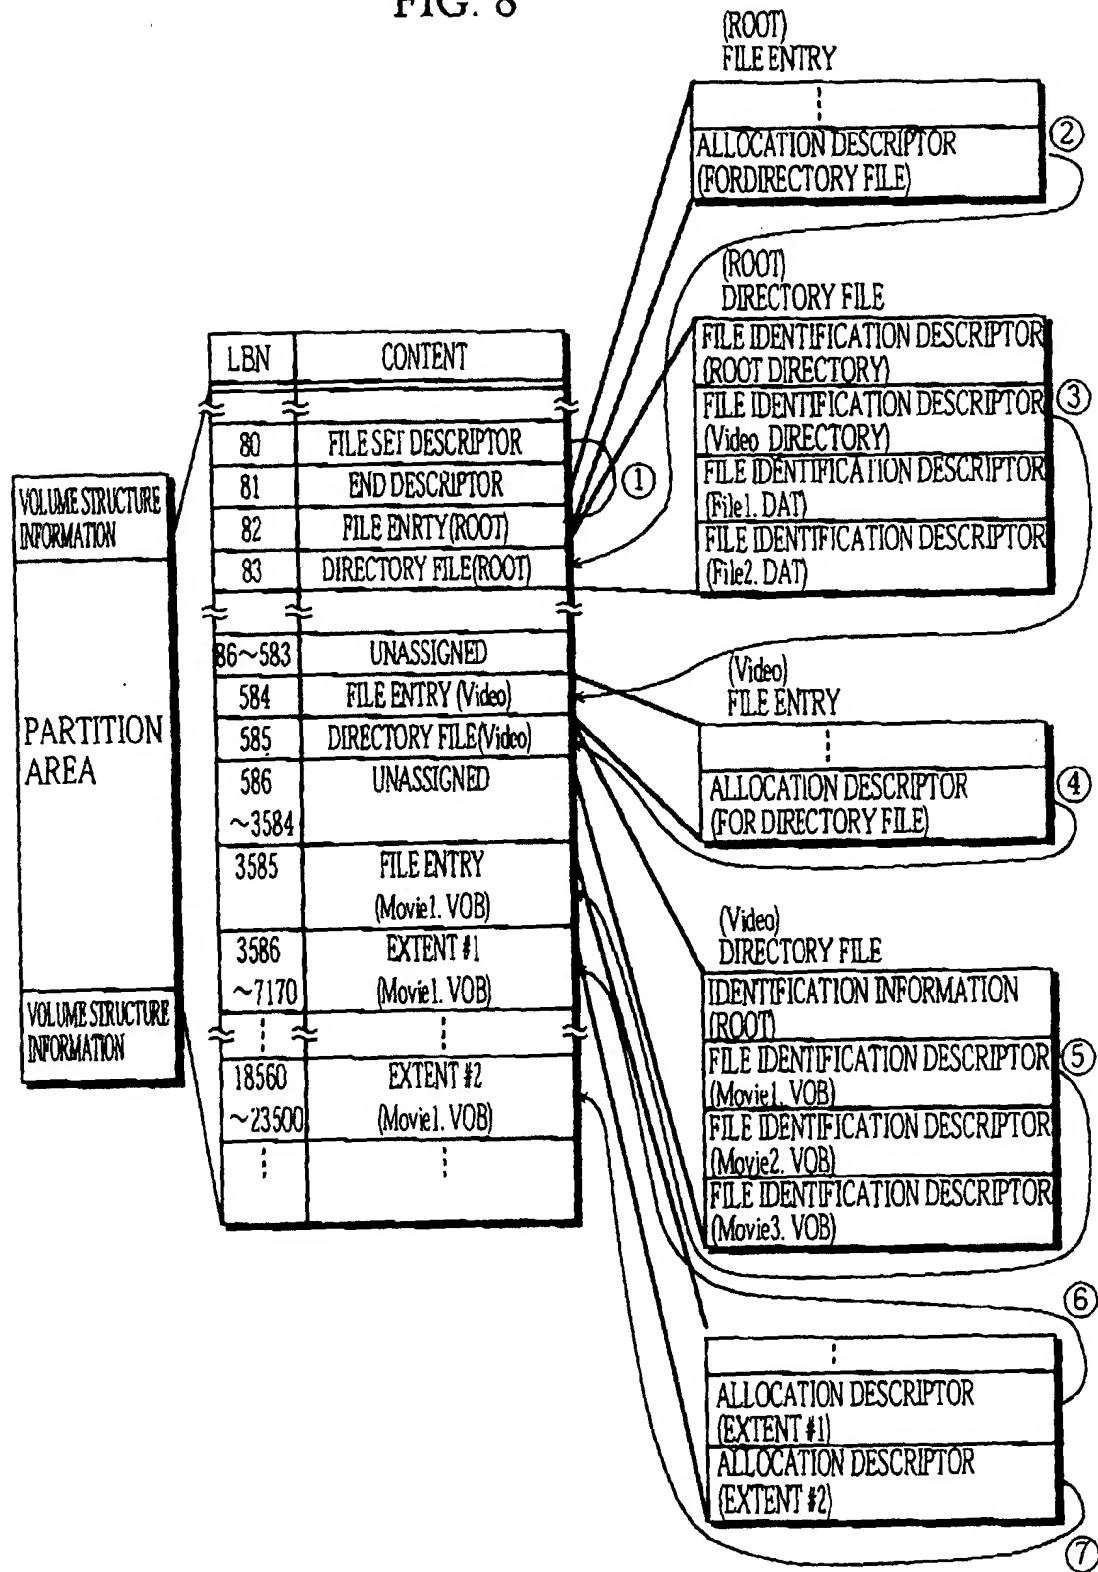 FIG. 8
(ROOT)
FILE ENTRY
ALLOCATION DESCRIPTOR
(FORDIRECTORY FILE)
②
(ROOT)
DIRECTORY FILE
FILE IDENTIFICATION DESCRIPTOR
(ROOT DIRECTORY)
FILE IDENTIFICATION DESCRIPTOR
(Video DIRECTORY)
③
FILE IDENTIFICATION DESCRIPTOR
(File1. DAT)
FILE IDENTIFICATION DESCRIPTOR
(File2. DAT)
VOLUME STRUCTURE
INFORMATION
PARTITION
AREA
VOLUME STRUCTURE
INFORMATION
LBN CONTENT
80 FILE SET DESCRIPTOR
81 END DESCRIPTOR
①
82 FILE ENRTY(ROOT)
83 DIRECTORY FILE(ROOT)
86~583 UNASSIGNED
584 FILE ENTRY (Video)
585 DIRECTORY FILE(Video)
586 UNASSIGNED
~3584
3585 FILE ENTRY
(Movie1. VOB)
3586 EXTENT #1
~7170 (Movie1. VOB)
18560 EXTENT #2
~23500 (Movie1. VOB)
(Video)
FILE ENTRY
ALLOCATION DESCRIPTOR
(FOR DIRECTORY FILE)
④
(Video)
DIRECTORY FILE
IDENTIFICATION INFORMATION
(ROOT)
FILE IDENTIFICATION DESCRIPTOR
(Movie1. VOB)
⑤
FILE IDENTIFICATION DESCRIPTOR
(Movie2. VOB)
FILE IDENTIFICATION DESCRIPTOR
(Movie3. VOB)
⑥
ALLOCATION DESCRIPTOR
(EXTENT #1)
ALLOCATION DESCRIPTOR
(EXTENT #2)
⑦